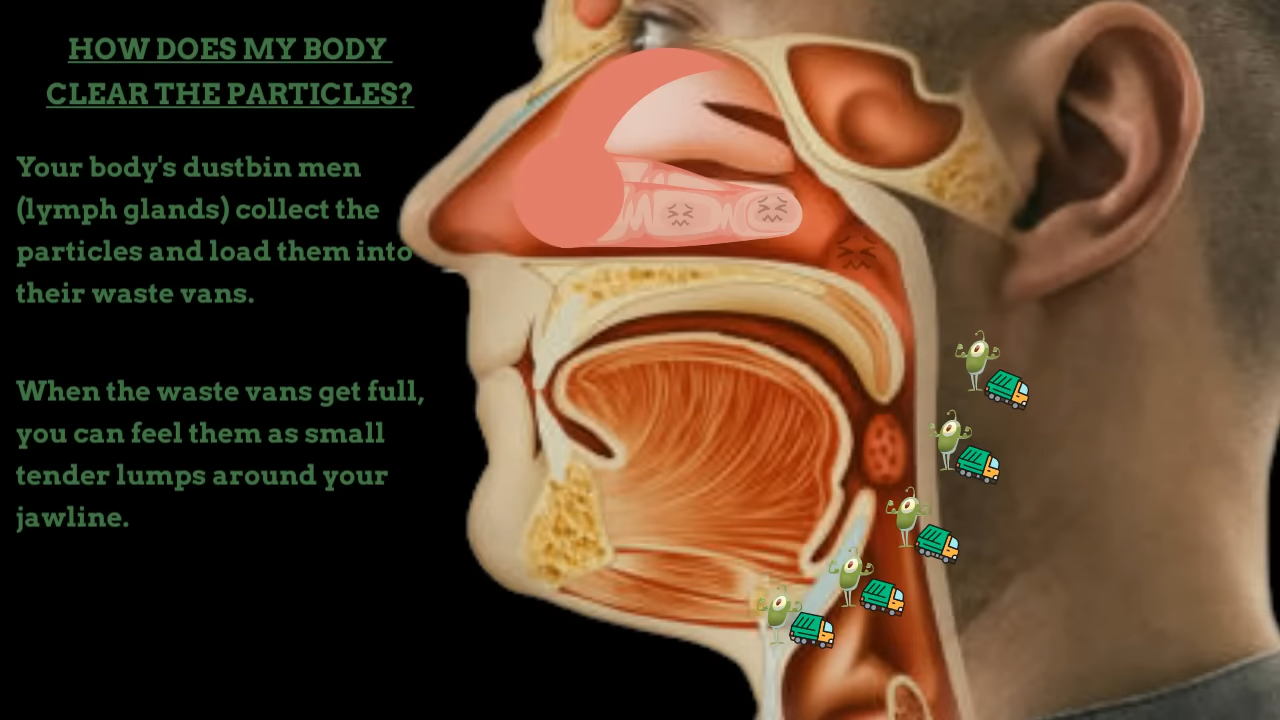 HOW DOES MY BODY
CLEAR THE PARTICLES?
Your body's dustbin men
(lymph glands) collect the
particles and load them into
their waste vans.
When the waste vans get full,
you can feel them as small
tender lumps around your
jawline.